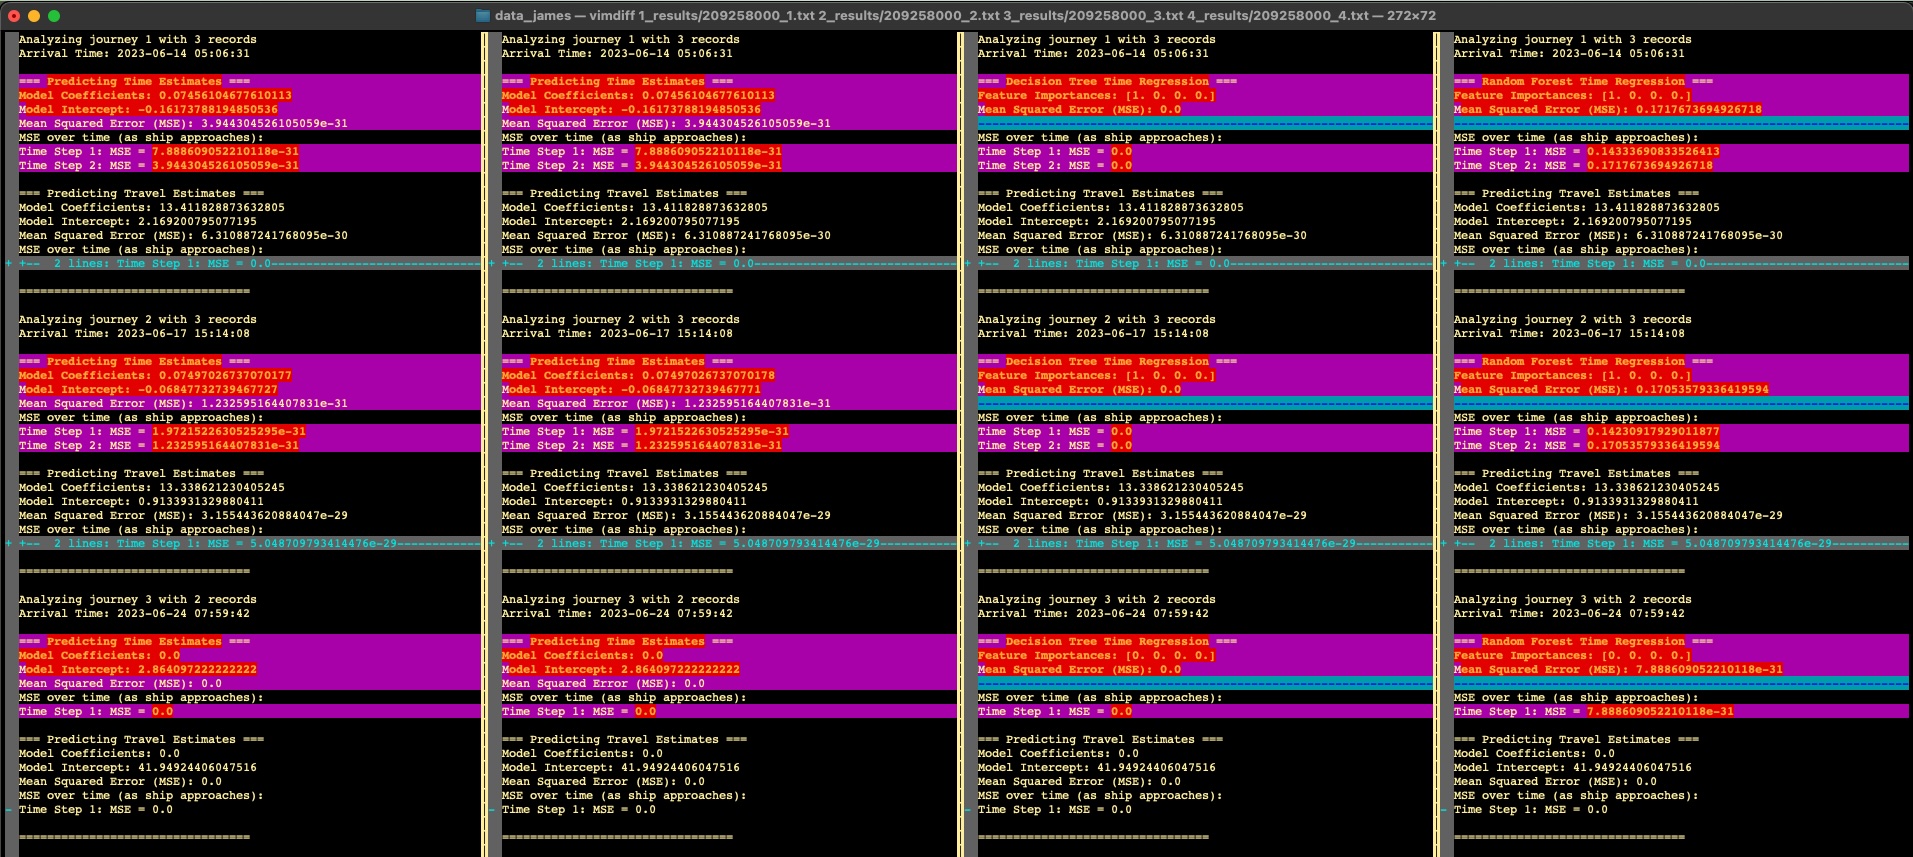 data_james — vimdiff 1_results/209258000_1.txt 2_results/209258000_2.txt 3_results/209258000_3.txt 4_results/209258000_4.txt — 272×72
Analyzing journey 1 with 3 records
Arrival Time: 2023-06-14 05:06:31
=== Predicting Time Estimates ===
Model Coefficients: 0.07456104677610113
Model Intercept: -0.16173788194850536
Mean Squared Error (MSE): 3.944304526105059e-31
MSE over time (as ship approaches):
Time Step 1: MSE = 7.888609052210118e-31
Time Step 2: MSE = 3.944304526105059e-31
=== Predicting Travel Estimates ===
Model Coefficients: 13.411828873632805
Model Intercept: 2.169200795077195
Mean Squared Error (MSE): 6.310887241768095e-30
MSE over time (as ship approaches):
+ +-- 2 lines: Time Step 1: MSE = 0.0------------------------------
=================================
Analyzing journey 2 with 3 records
Arrival Time: 2023-06-17 15:14:08
=== Predicting Time Estimates ===
Model Coefficients: 0.07497026737070177
Model Intercept: -0.06847732739467727
Mean Squared Error (MSE): 1.232595164407831e-31
MSE over time (as ship approaches):
Time Step 1: MSE = 1.9721522630525295e-31
Time Step 2: MSE = 1.232595164407831e-31
=== Predicting Travel Estimates ===
Model Coefficients: 13.338621230405245
Model Intercept: 0.9133931329880411
Mean Squared Error (MSE): 3.155443620884047e-29
MSE over time (as ship approaches):
+ +-- 2 lines: Time Step 1: MSE = 5.048709793414476e-29------------
=================================
Analyzing journey 3 with 2 records
Arrival Time: 2023-06-24 07:59:42
=== Predicting Time Estimates ===
Model Coefficients: 0.0
Model Intercept: 2.864097222222222
Mean Squared Error (MSE): 0.0
MSE over time (as ship approaches):
Time Step 1: MSE = 0.0
=== Predicting Travel Estimates ===
Model Coefficients: 0.0
Model Intercept: 41.94924406047516
Mean Squared Error (MSE): 0.0
MSE over time (as ship approaches):
- Time Step 1: MSE = 0.0
=================================
Analyzing journey 1 with 3 records
Arrival Time: 2023-06-14 05:06:31
=== Predicting Time Estimates ===
Model Coefficients: 0.07456104677610113
Model Intercept: -0.16173788194850536
Mean Squared Error (MSE): 3.944304526105059e-31
MSE over time (as ship approaches):
Time Step 1: MSE = 7.888609052210118e-31
Time Step 2: MSE = 3.944304526105059e-31
=== Predicting Travel Estimates ===
Model Coefficients: 13.411828873632805
Model Intercept: 2.169200795077195
Mean Squared Error (MSE): 6.310887241768095e-30
MSE over time (as ship approaches):
+ +-- 2 lines: Time Step 1: MSE = 0.0-----------------------------
=================================
Analyzing journey 2 with 3 records
Arrival Time: 2023-06-17 15:14:08
=== Predicting Time Estimates ===
Model Coefficients: 0.07497026737070178
Model Intercept: -0.06847732739467771
Mean Squared Error (MSE): 1.232595164407831e-31
MSE over time (as ship approaches):
Time Step 1: MSE = 1.9721522630525295e-31
Time Step 2: MSE = 1.232595164407831e-31
=== Predicting Travel Estimates ===
Model Coefficients: 13.338621230405245
Model Intercept: 0.9133931329880411
Mean Squared Error (MSE): 3.155443620884047e-29
MSE over time (as ship approaches):
+ +-- 2 lines: Time Step 1: MSE = 5.048709793414476e-29-----------
=================================
Analyzing journey 3 with 2 records
Arrival Time: 2023-06-24 07:59:42
=== Predicting Time Estimates ===
Model Coefficients: 0.0
Model Intercept: 2.864097222222222
Mean Squared Error (MSE): 0.0
MSE over time (as ship approaches):
Time Step 1: MSE = 0.0
=== Predicting Travel Estimates ===
Model Coefficients: 0.0
Model Intercept: 41.94924406047516
Mean Squared Error (MSE): 0.0
MSE over time (as ship approaches):
- Time Step 1: MSE = 0.0
=================================
Analyzing journey 1 with 3 records
Arrival Time: 2023-06-14 05:06:31
=== Decision Tree Time Regression ===
Feature Importances: [1. 0. 0. 0.]
Mean Squared Error (MSE): 0.0
-----------------------------------------------------------------
MSE over time (as ship approaches):
Time Step 1: MSE = 0.0
Time Step 2: MSE = 0.0
=== Predicting Travel Estimates ===
Model Coefficients: 13.411828873632805
Model Intercept: 2.169200795077195
Mean Squared Error (MSE): 6.310887241768095e-30
MSE over time (as ship approaches):
+ +-- 2 lines: Time Step 1: MSE = 0.0-----------------------------
=================================
Analyzing journey 2 with 3 records
Arrival Time: 2023-06-17 15:14:08
=== Decision Tree Time Regression ===
Feature Importances: [1. 0. 0. 0.]
Mean Squared Error (MSE): 0.0
-----------------------------------------------------------------
MSE over time (as ship approaches):
Time Step 1: MSE = 0.0
Time Step 2: MSE = 0.0
=== Predicting Travel Estimates ===
Model Coefficients: 13.338621230405245
Model Intercept: 0.9133931329880411
Mean Squared Error (MSE): 3.155443620884047e-29
MSE over time (as ship approaches):
+ +-- 2 lines: Time Step 1: MSE = 5.048709793414476e-29-----------
=================================
Analyzing journey 3 with 2 records
Arrival Time: 2023-06-24 07:59:42
=== Decision Tree Time Regression ===
Feature Importances: [0. 0. 0. 0.]
Mean Squared Error (MSE): 0.0
-----------------------------------------------------------------
MSE over time (as ship approaches):
Time Step 1: MSE = 0.0
=== Predicting Travel Estimates ===
Model Coefficients: 0.0
Model Intercept: 41.94924406047516
Mean Squared Error (MSE): 0.0
MSE over time (as ship approaches):
- Time Step 1: MSE = 0.0
=================================
Analyzing journey 1 with 3 records
Arrival Time: 2023-06-14 05:06:31
=== Random Forest Time Regression ===
Feature Importances: [1. 0. 0. 0.]
Mean Squared Error (MSE): 0.1717673694926718
-----------------------------------------------------------------
MSE over time (as ship approaches):
Time Step 1: MSE = 0.14333690833526413
Time Step 2: MSE = 0.1717673694926718
=== Predicting Travel Estimates ===
Model Coefficients: 13.411828873632805
Model Intercept: 2.169200795077195
Mean Squared Error (MSE): 6.310887241768095e-30
MSE over time (as ship approaches):
+ +-- 2 lines: Time Step 1: MSE = 0.0-----------------------------
=================================
Analyzing journey 2 with 3 records
Arrival Time: 2023-06-17 15:14:08
=== Random Forest Time Regression ===
Feature Importances: [1. 0. 0. 0.]
Mean Squared Error (MSE): 0.17053579336419594
-----------------------------------------------------------------
MSE over time (as ship approaches):
Time Step 1: MSE = 0.14230917929011877
Time Step 2: MSE = 0.17053579336419594
=== Predicting Travel Estimates ===
Model Coefficients: 13.338621230405245
Model Intercept: 0.9133931329880411
Mean Squared Error (MSE): 3.155443620884047e-29
MSE over time (as ship approaches):
+ +-- 2 lines: Time Step 1: MSE = 5.048709793414476e-29-----------
=================================
Analyzing journey 3 with 2 records
Arrival Time: 2023-06-24 07:59:42
=== Random Forest Time Regression ===
Feature Importances: [0. 0. 0. 0.]
Mean Squared Error (MSE): 7.888609052210118e-31
-----------------------------------------------------------------
MSE over time (as ship approaches):
Time Step 1: MSE = 7.888609052210118e-31
=== Predicting Travel Estimates ===
Model Coefficients: 0.0
Model Intercept: 41.94924406047516
Mean Squared Error (MSE): 0.0
MSE over time (as ship approaches):
- Time Step 1: MSE = 0.0
=================================